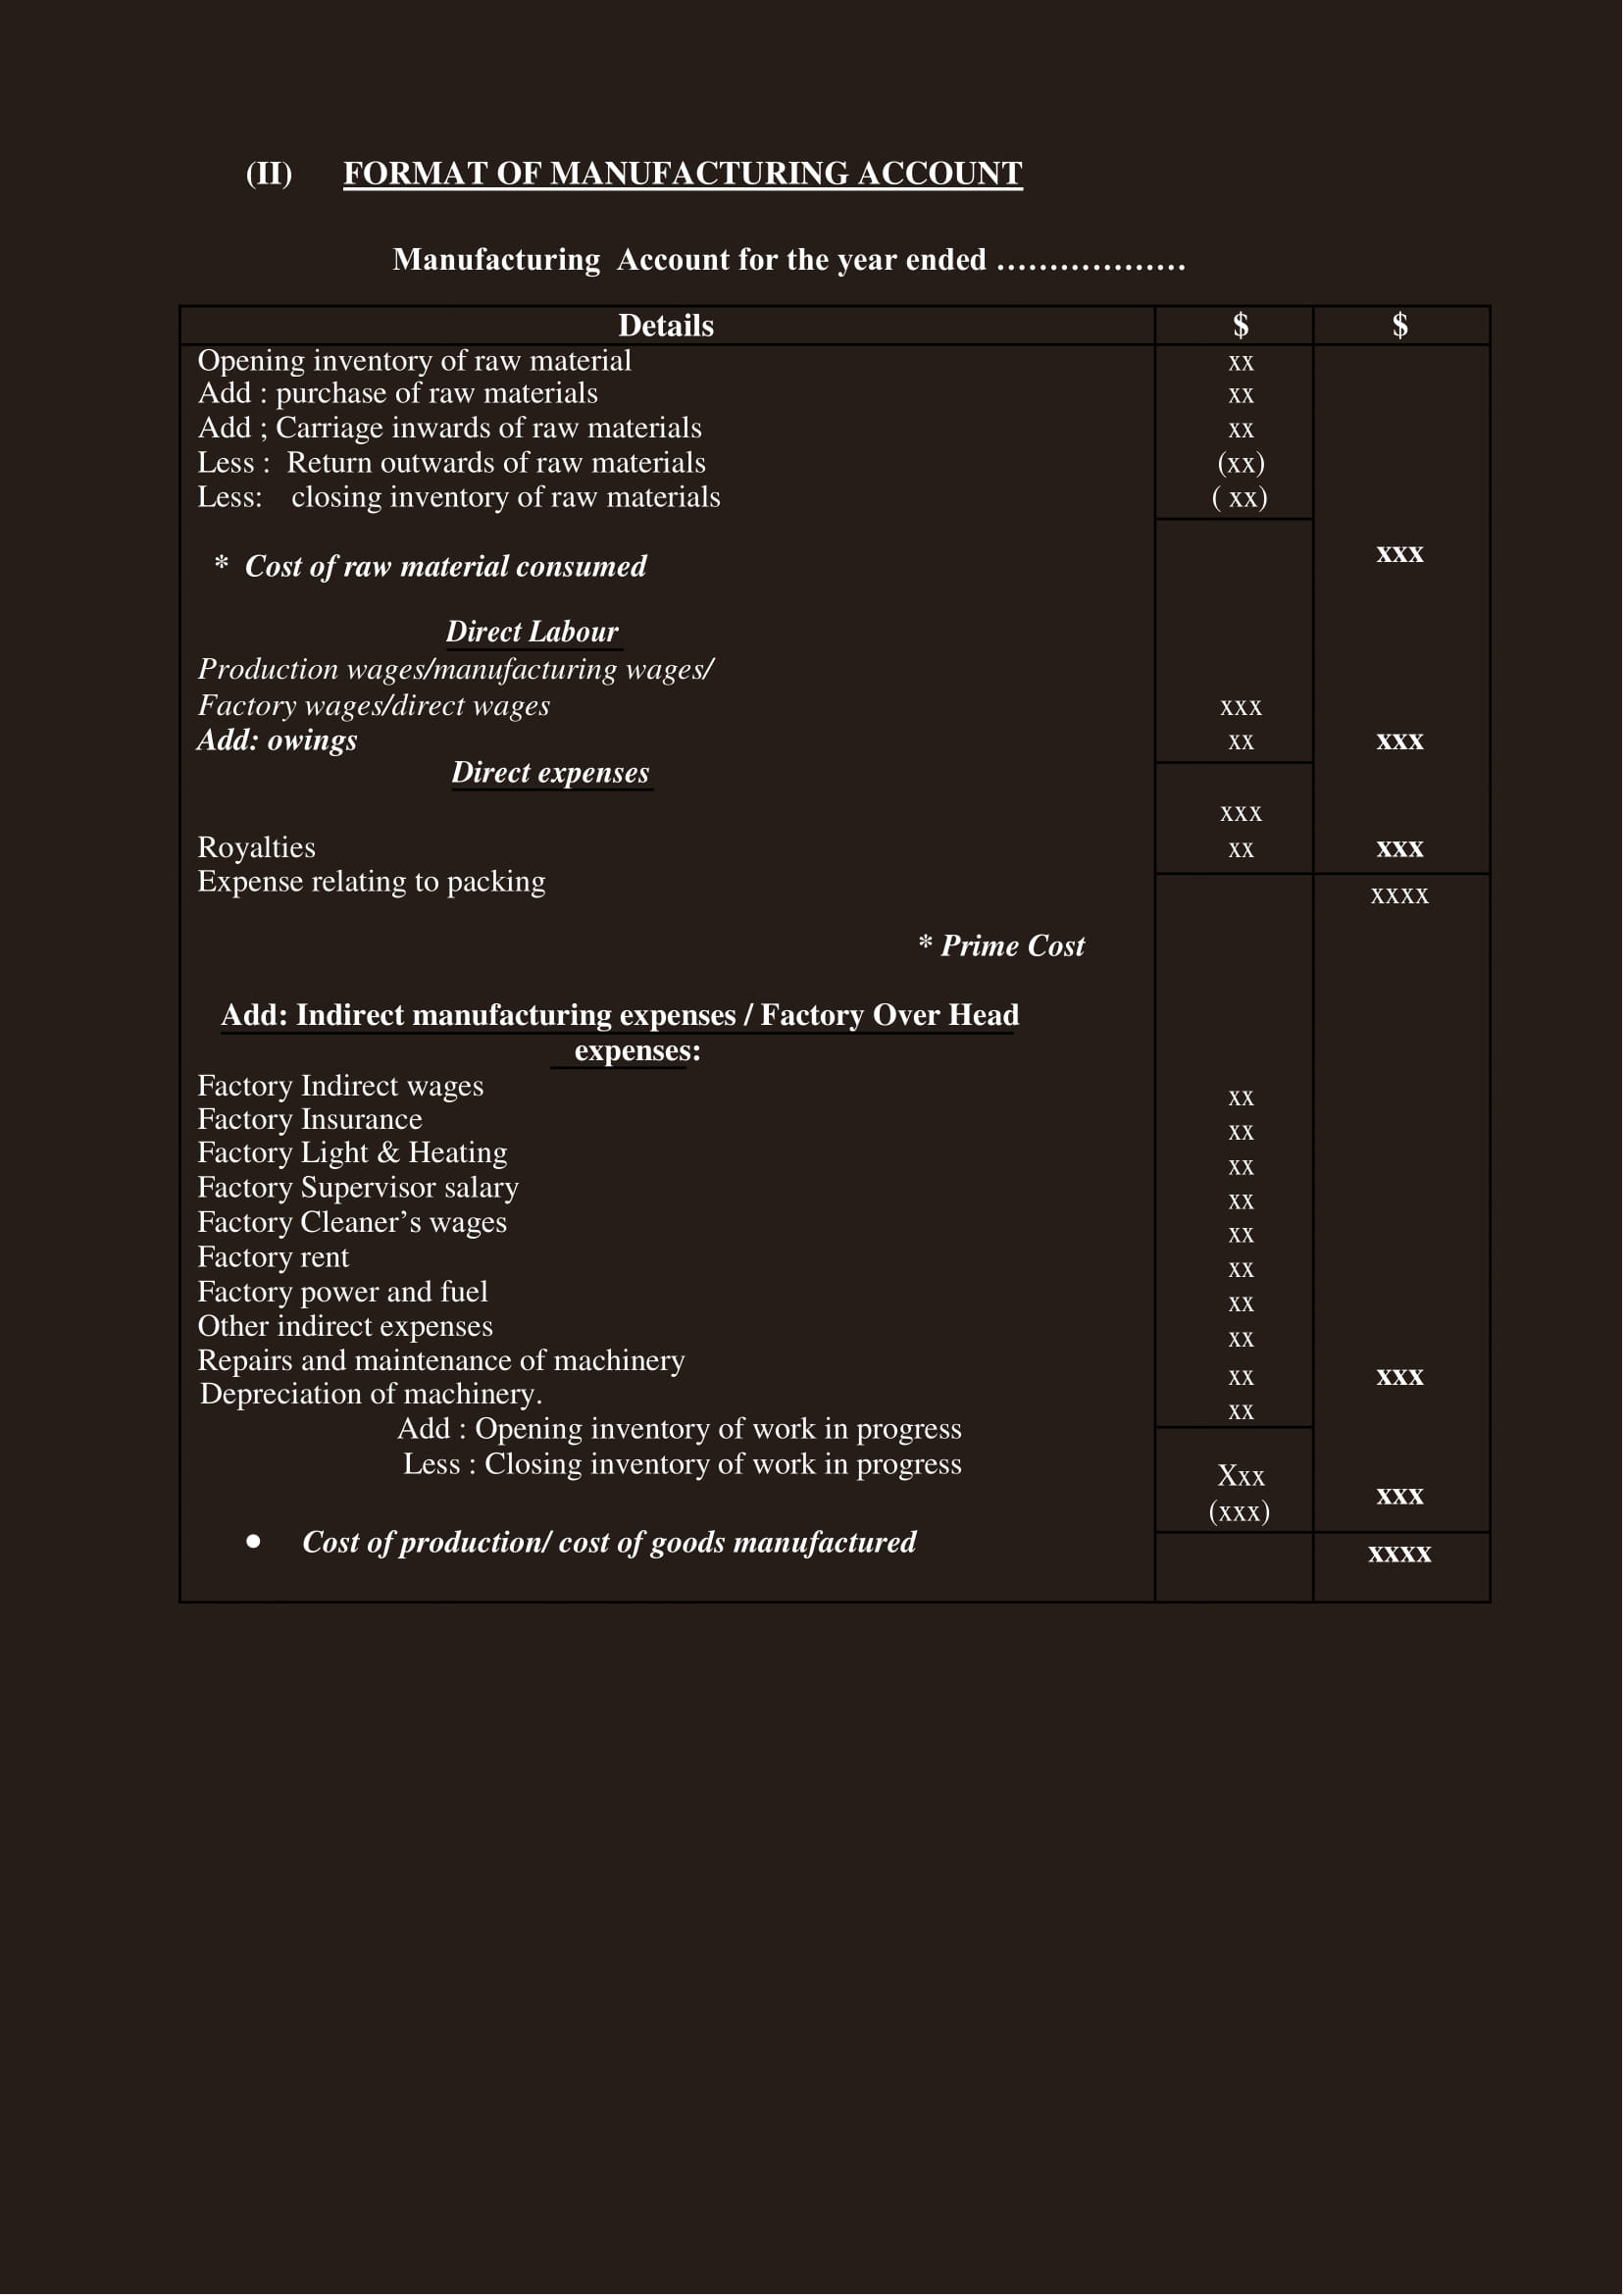 (II) FORMAT OF MANUFACTURING ACCOUNT
Manufacturing Account for the year ended ………………
Details $ $
Opening inventory of raw material xx
Add : purchase of raw materials xx
Add ; Carriage inwards of raw materials xx
Less : Return outwards of raw materials (xx)
Less: closing inventory of raw materials ( xx)
* Cost of raw material consumed xxx
Direct Labour
Production wages/manufacturing wages/
Factory wages/direct wages xxx
Add: owings xx xxx
Direct expenses
xxx
Royalties xx xxx
Expense relating to packing xxxx
* Prime Cost
Add: Indirect manufacturing expenses / Factory Over Head
expenses:
Factory Indirect wages xx
Factory Insurance xx
Factory Light & Heating xx
Factory Supervisor salary xx
Factory Cleaner’s wages xx
Factory rent xx
Factory power and fuel xx
Other indirect expenses xx
Repairs and maintenance of machinery xx xxx
Depreciation of machinery. xx
Add : Opening inventory of work in progress
Less : Closing inventory of work in progress Xxx
(xxx) xxx
• Cost of production/ cost of goods manufactured xxxx